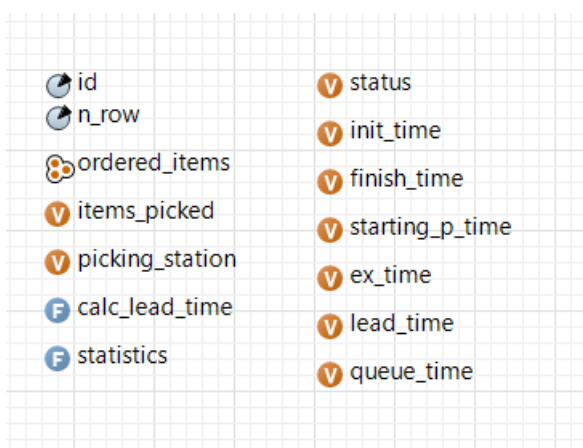 id
n_row
ordered_items
V items_picked
V picking_station
F calc_lead_time
F statistics
V status
V init_time
V finish_time
V starting_p_time
V ex_time
V lead_time
V queue_time